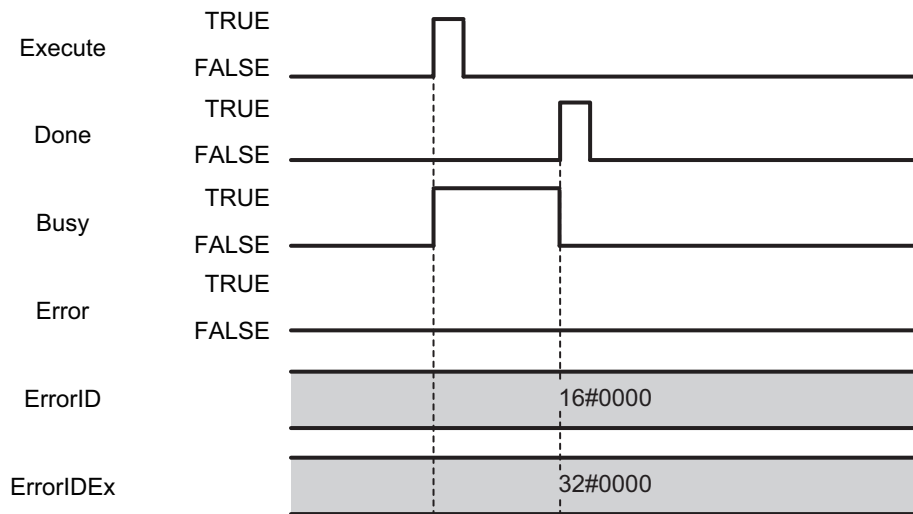 TRUE
Execute
FALSE
TRUE
Done
FALSE
TRUE
Busy
FALSE
TRUE
Error
FALSE
ErrorID 16#0000
ErrorIDEx 32#0000